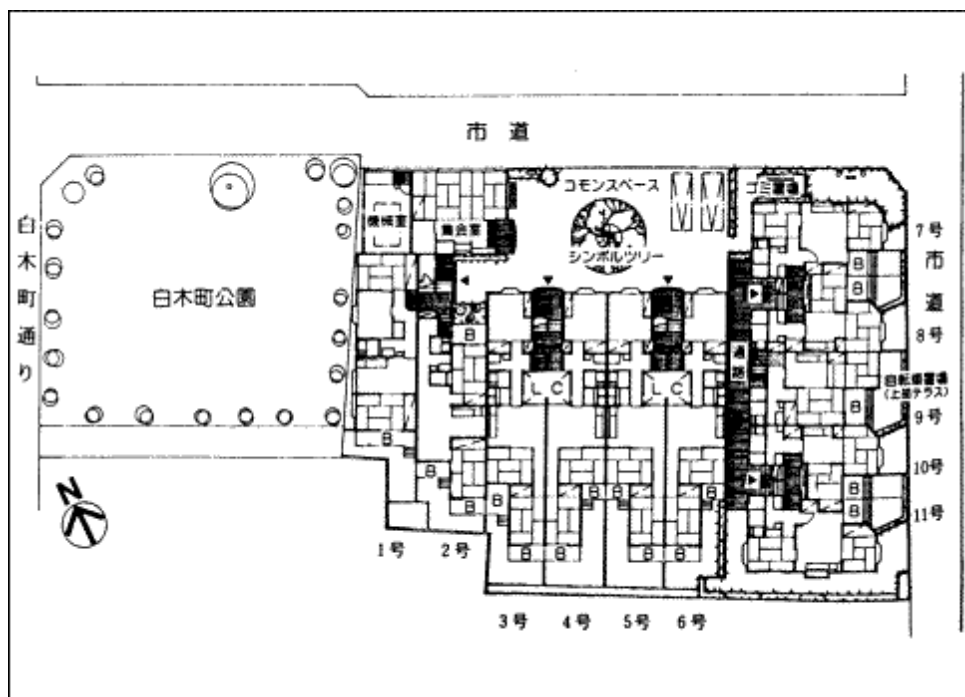 市道
コモンスペース
ゴミ置場
機械室
集会室
シンボルツリー
7号
市道
白木町通り
白木町公園
B
B
8号
B
通路
自転車置場
(上部テラス)
L C
L C
B
9号
B
10号
B
B
B
B
B
B
B
B
11号
N
B
B
B
B
B
1号
2号
3号
4号
5号
6号